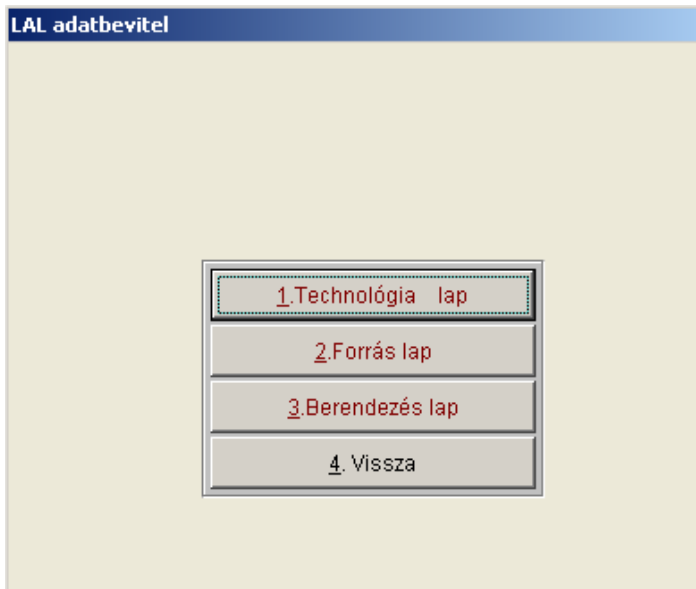 LAL adatbevitel
1.Technológia lap
2.Forrás lap
3.Berendezés lap
4. Vissza